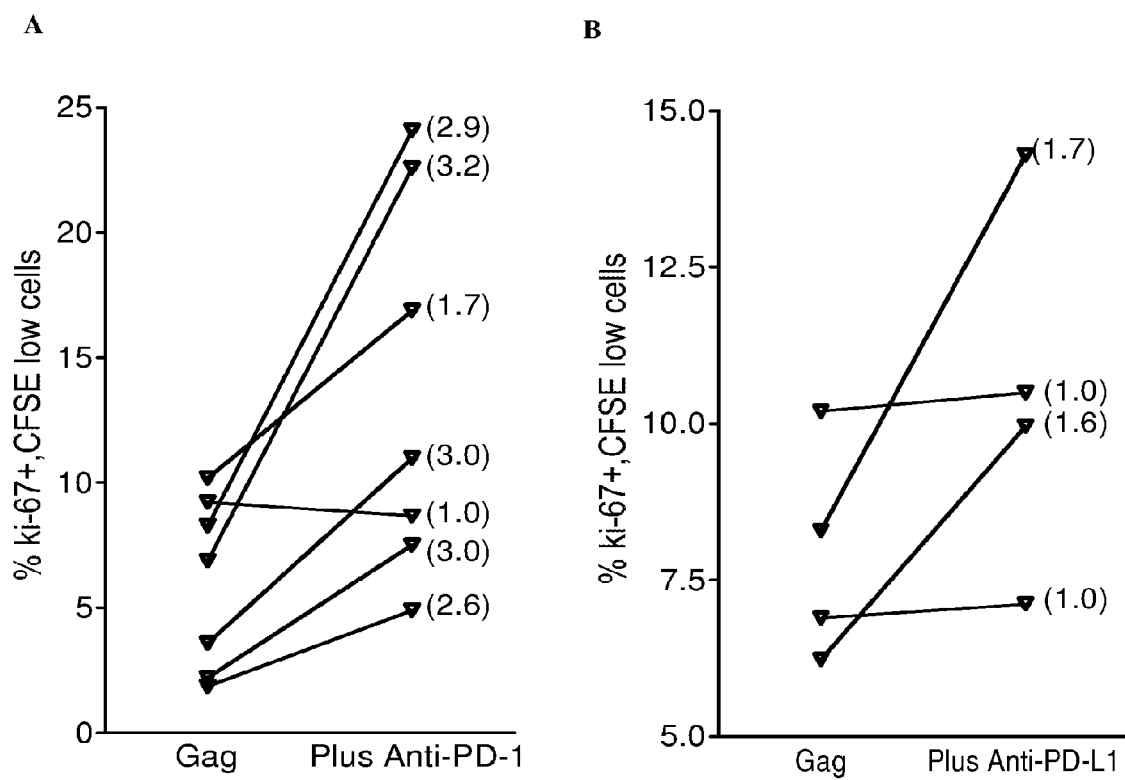 A
% ki-67+,CFSE low cells
25
20
15
10
5
0
(2.9)
(3.2)
(1.7)
(3.0)
(1.0)
(3.0)
(2.6)
Gag
Plus Anti-PD-1
B
% ki-67+,CFSE low cells
15.0
12.5
10.0
7.5
5.0
(1.7)
(1.0)
(1.6)
(1.0)
Gag
Plus Anti-PD-L1